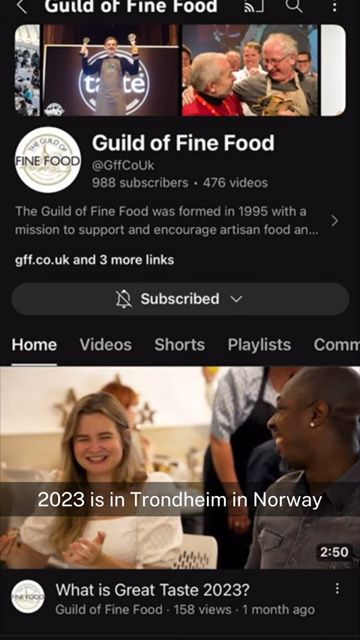 Guild of Fine Food
taste
THE GUILD OF
FINE FOOD
Guild of Fine Food
@GffCoUk
988 subscribers • 476 videos
The Guild of Fine Food was formed in 1995 with a
mission to support and encourage artisan food an...
gff.co.uk and 3 more links
Subscribed
Home Videos Shorts Playlists Comm
2023 is in Trondheim in Norway
2:50
FINE FOOD
What is Great Taste 2023?
Guild of Fine Food · 158 views · 1 month ago